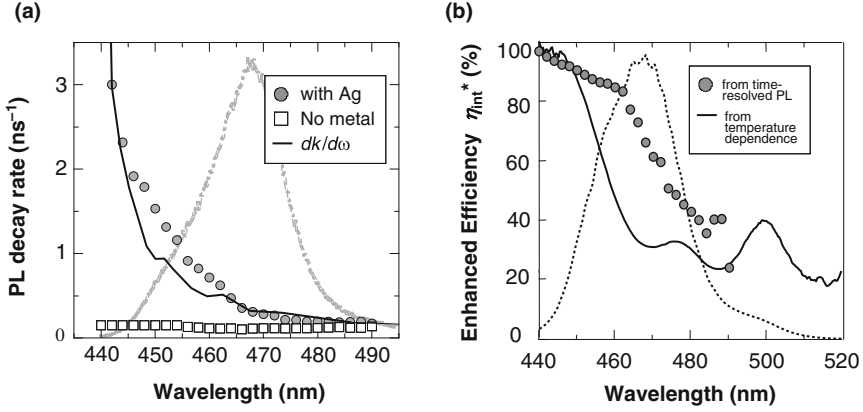 (a)
PL decay rate (ns⁻¹)
3
2
1
0
with Ag
No metal
dk/dω
440 450 460 470 480 490
Wavelength (nm)
(b)
Enhanced Efficiency ηint* (%)
100
80
60
40
20
0
from time-
resolved PL
from
temperature
dependence
440 460 480 500 520
Wavelength (nm)